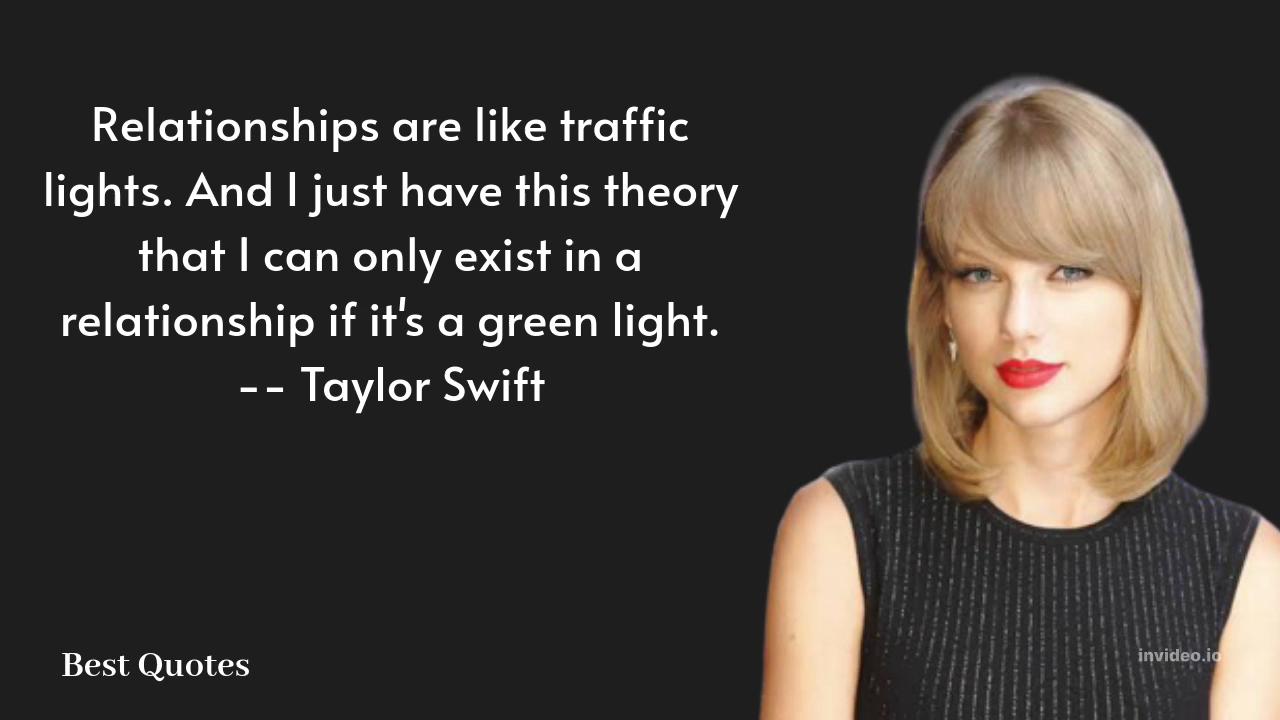 Relationships are like traffic
lights. And I just have this theory
that I can only exist in a
relationship if it's a green light.
-- Taylor Swift
Best Quotes
invideo.io